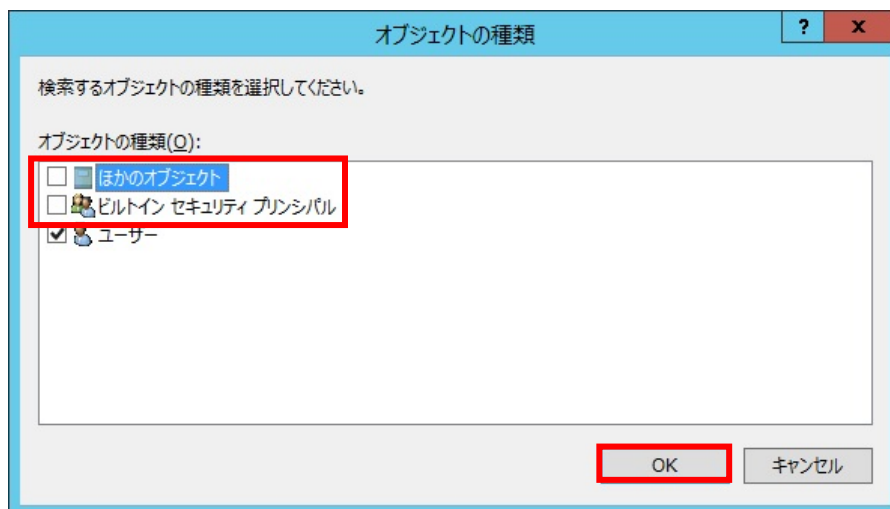 オブジェクトの種類
? x
検索するオブジェクトの種類を選択してください。
オブジェクトの種類(O):
ほかのオブジェクト
ビルトイン セキュリティ プリンシパル
ユーザー
OK キャンセル